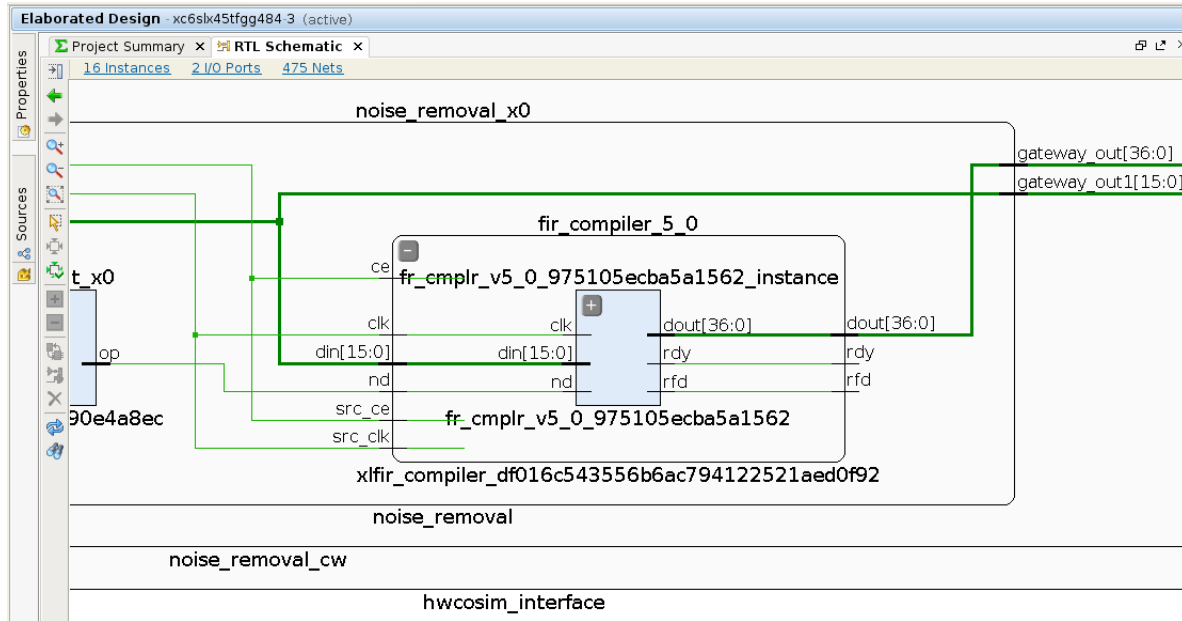 Elaborated Design - xc6slx45tfgg484-3 (active)
Properties
Sources
Σ Project Summary × RTL Schematic ×
16 Instances 2 I/O Ports 475 Nets
noise_removal_x0
gateway_out[36:0]
gateway_out1[15:0]
fir_compiler_5_0
ce
t_x0
fr_cmplr_v5_0_975105ecba5a1562_instance
clk clk dout[36:0] dout[36:0]
op din[15:0] din[15:0] rdy rdy
nd nd rfd rfd
src_ce
90e4a8ec fr_cmplr_v5_0_975105ecba5a1562
src_clk
xlfir_compiler_df016c543556b6ac794122521aed0f92
noise_removal
noise_removal_cw
hwcosim_interface